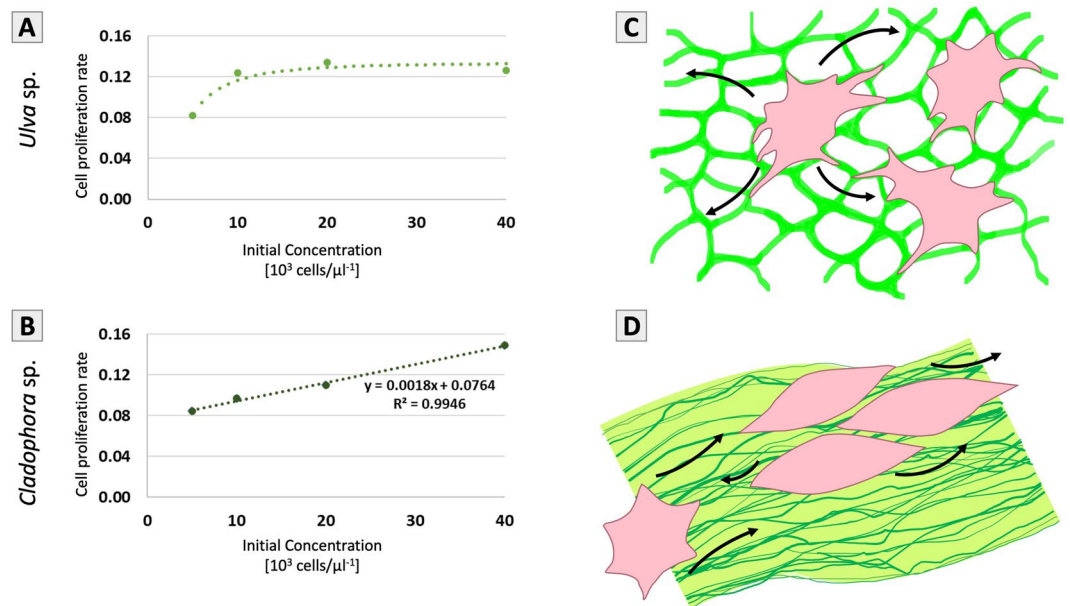 A
Ulva sp.
Cell proliferation rate
0.16
0.12
0.08
0.04
0.00
0 10 20 30 40
Initial Concentration
[10³ cells/µl⁻¹]
B
Cladophora sp.
Cell proliferation rate
0.16
0.12
0.08
0.04
0.00
y = 0.0018x + 0.0764
R² = 0.9946
0 10 20 30 40
Initial Concentration
[10³ cells/µl⁻¹]
C
D